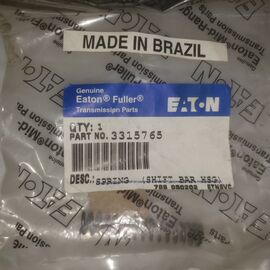 MADE IN BRAZIL
Genuine
Eaton® Fuller®
Transmission Parts
EATON
QTY: 1
PART NO. 3315765
DESC. SPRING (SHIFT BAR HSG)